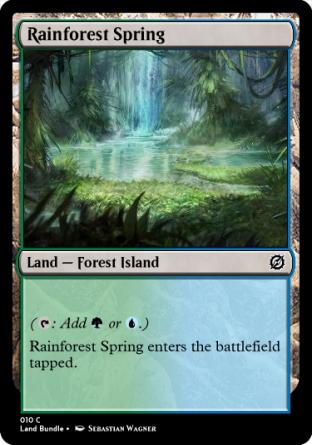 Rainforest Spring
Land — Forest Island
( : Add or .)
Rainforest Spring enters the battlefield
tapped.
010 C
Land Bundle • Sebastian Wagner